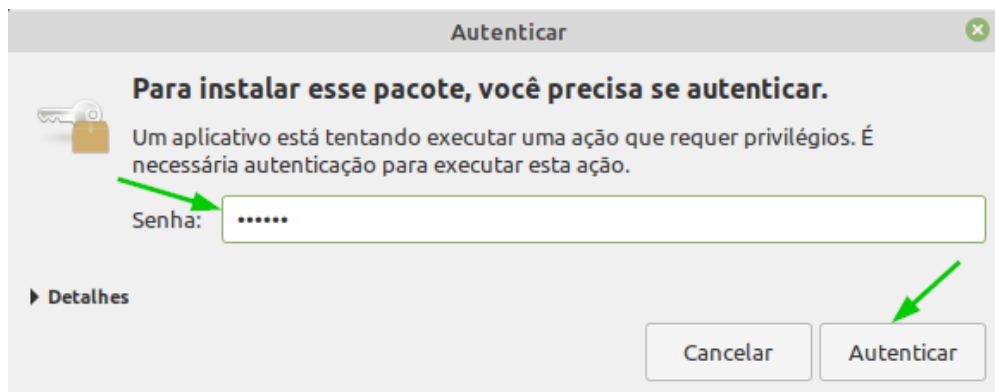 Autenticar
Para instalar esse pacote, você precisa se autenticar.
Um aplicativo está tentando executar uma ação que requer privilégios. É
necessária autenticação para executar esta ação.
Senha: ••••••
Detalhes
Cancelar Autenticar